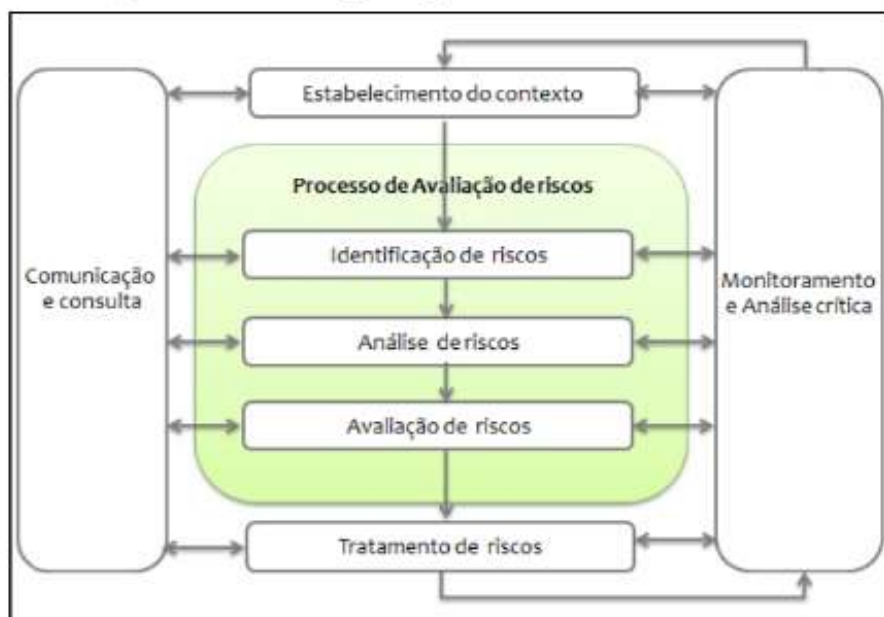 Estabelecimento do contexto
Processo de Avaliação de riscos
Identificação de riscos
Comunicação
e consulta
Monitoramento
e Análise crítica
Análise de riscos
Avaliação de riscos
Tratamento de riscos